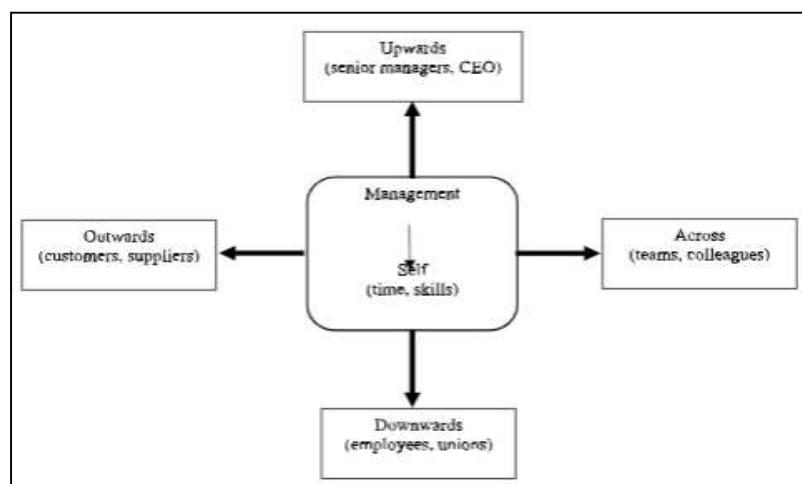 Upwards
(senior managers, CEO)
Management
Outwards
(customers, suppliers)
Across
(teams, colleagues)
Self
(time, skills)
Downwards
(employees, unions)